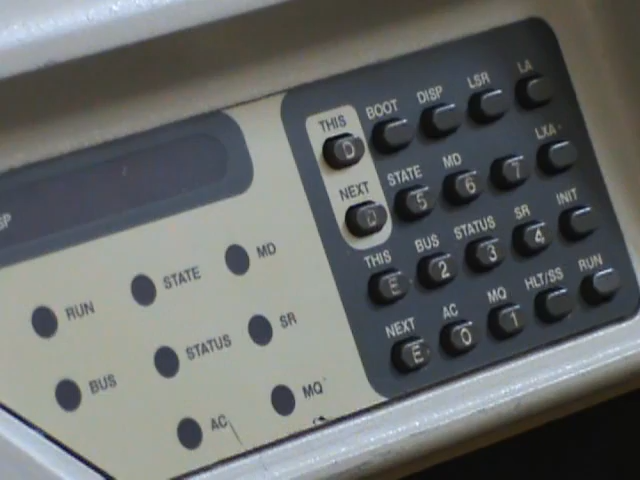 THIS BOOT DISP LSR LA
D
NEXT STATE MD LXA
D 5 6 7
THIS BUS STATUS SR INIT
E 2 3 4
NEXT AC MQ HLT/SS RUN
E 0 1
SP
RUN STATE MD
BUS STATUS SR
AC MQ